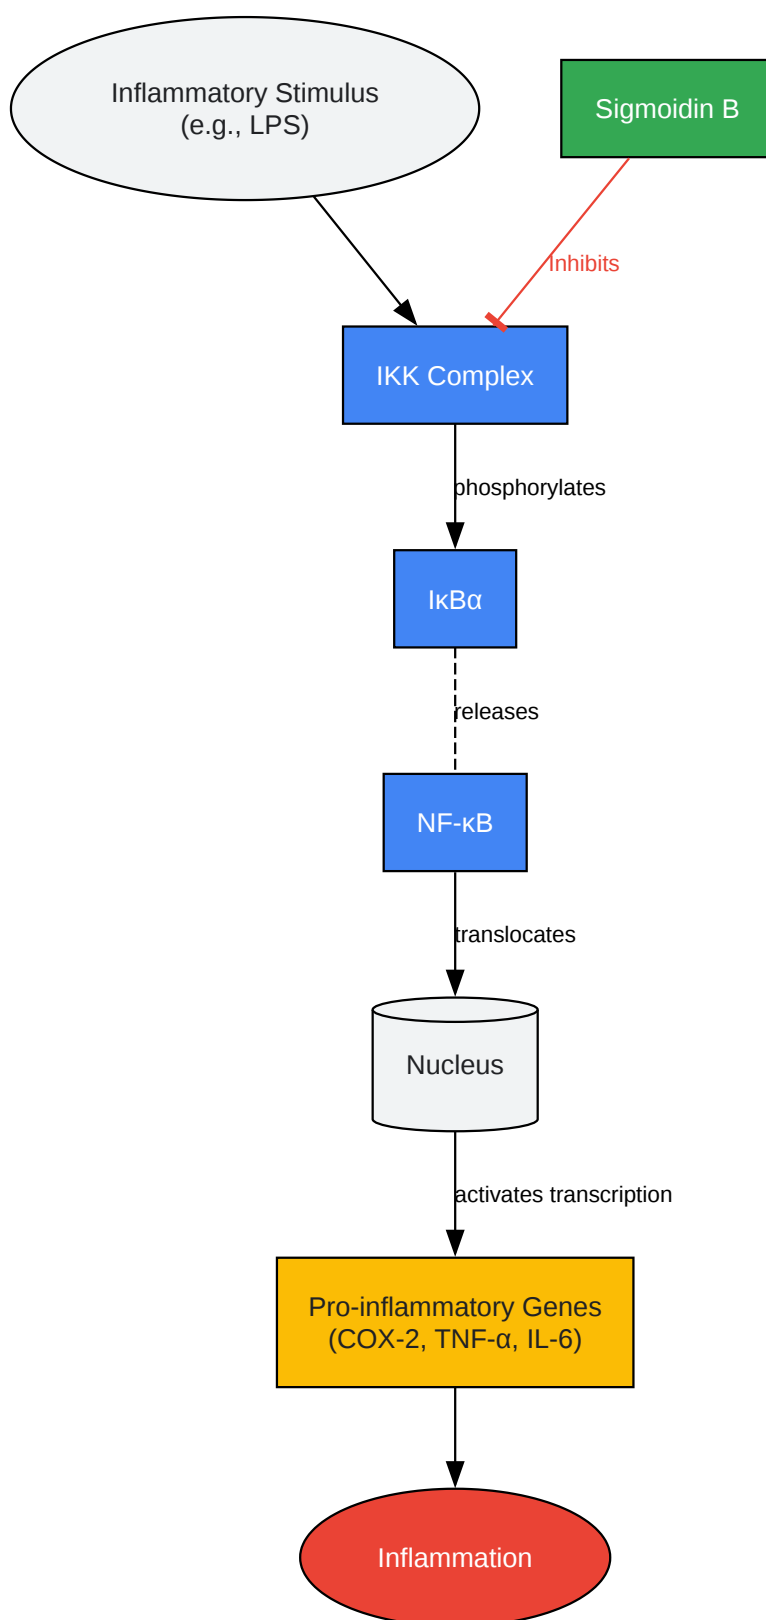 Inflammatory Stimulus
(e.g., LPS)
Sigmoidin B
Inhibits
IKK Complex
phosphorylates
IκBα
releases
NF-κB
translocates
Nucleus
activates transcription
Pro-inflammatory Genes
(COX-2, TNF-α, IL-6)
Inflammation